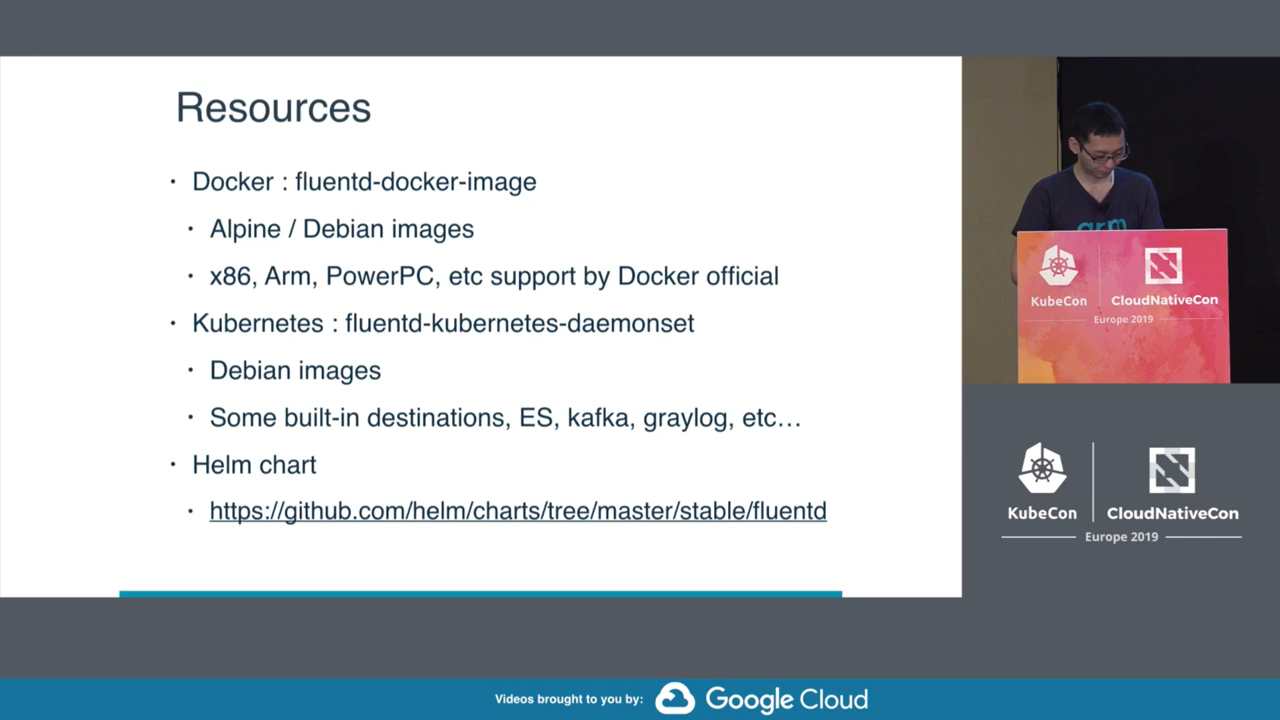 Resources
· Docker : fluentd-docker-image
· Alpine / Debian images
· x86, Arm, PowerPC, etc support by Docker official
· Kubernetes : fluentd-kubernetes-daemonset
· Debian images
· Some built-in destinations, ES, kafka, graylog, etc…
· Helm chart
· https://github.com/helm/charts/tree/master/stable/fluentd
arm
KubeCon
CloudNativeCon
Europe 2019
KubeCon
CloudNativeCon
Europe 2019
Videos brought to you by:
Google Cloud